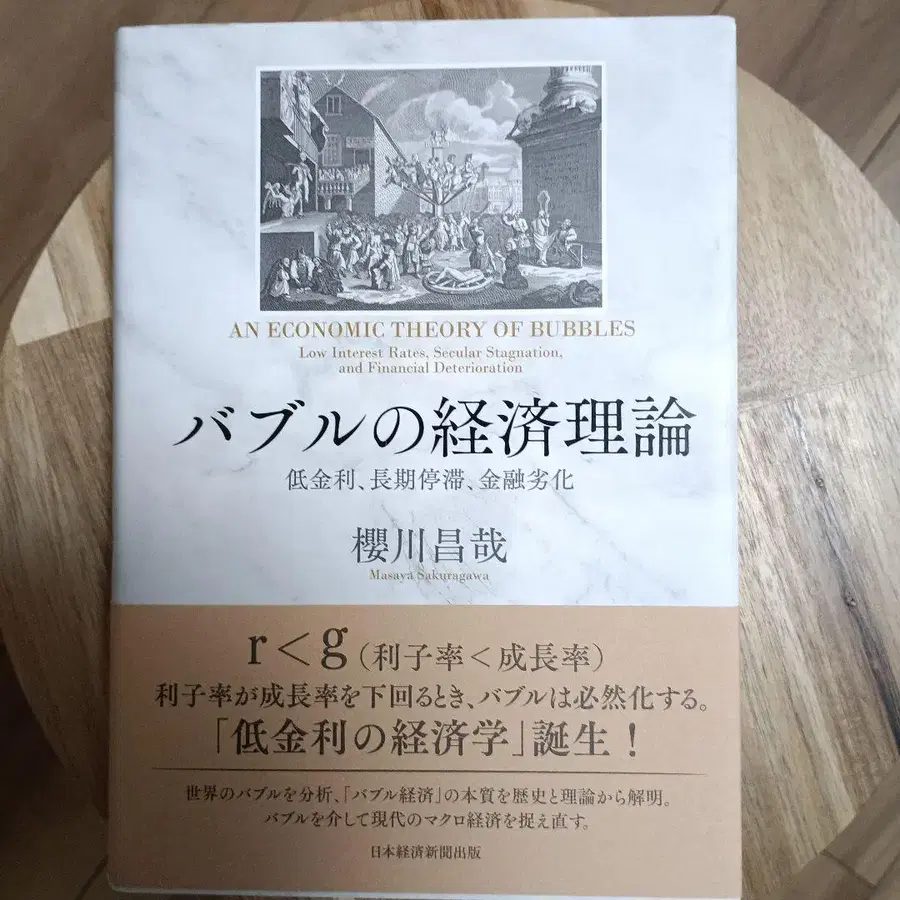 AN ECONOMIC THEORY OF BUBBLES
Low Interest Rates, Secular Stagnation,
and Financial Deterioration
バブルの経済理論
低金利、長期停滞、金融劣化
櫻川昌哉
Masaya Sakuragawa
r<g(利子率<成長率)
利子率が成長率を下回るとき、バブルは必然化する。
「低金利の経済学」誕生!
世界のバブルを分析、「バブル経済」の本質を歴史と理論から解明。
バブルを介して現代のマクロ経済を捉え直す。
日本経済新聞出版